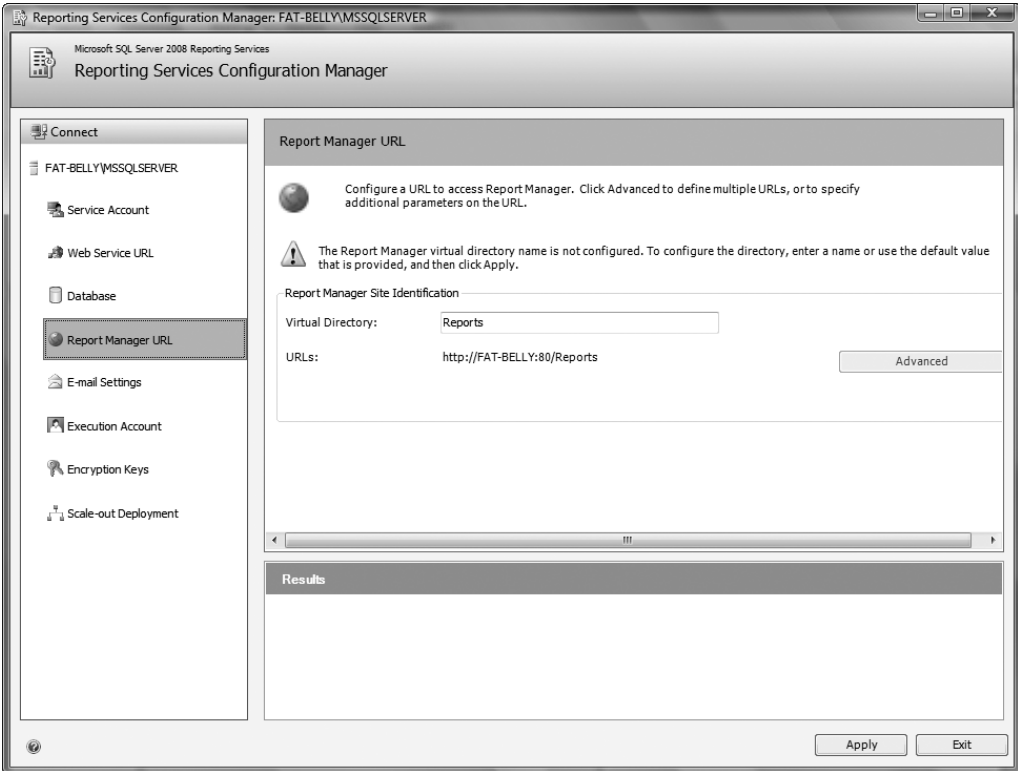 Reporting Services Configuration Manager: FAT-BELLY\MSSQLSERVER
Microsoft SQL Server 2008 Reporting Services
Reporting Services Configuration Manager
Connect
FAT-BELLY\MSSQLSERVER
Service Account
Web Service URL
Database
Report Manager URL
E-mail Settings
Execution Account
Encryption Keys
Scale-out Deployment
Report Manager URL
Configure a URL to access Report Manager. Click Advanced to define multiple URLs, or to specify
additional parameters on the URL.
The Report Manager virtual directory name is not configured. To configure the directory, enter a name or use the default value
that is provided, and then click Apply.
Report Manager Site Identification
Virtual Directory: Reports
URLs: http://FAT-BELLY:80/Reports
Advanced
Results
Apply Exit